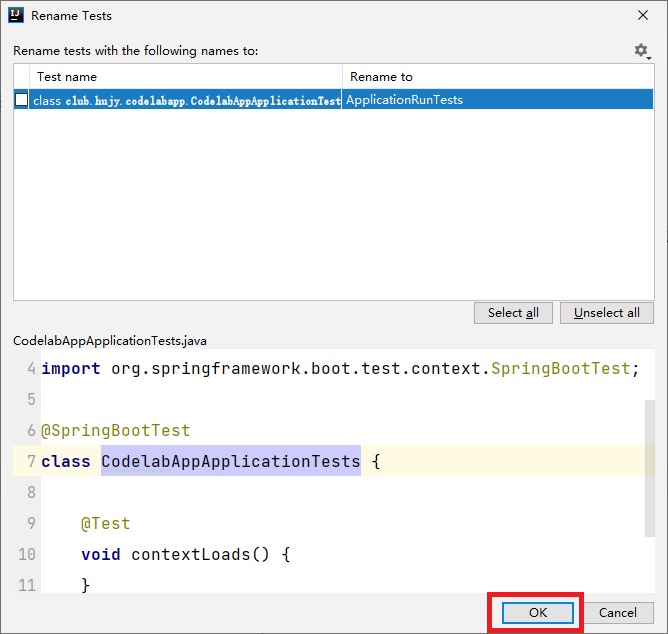 Rename Tests
Rename tests with the following names to:
Test name Rename to
class club.hujy.codelabapp.CodelabAppApplicationTest ApplicationRunTests
Select all Unselect all
CodelabAppApplicationTests.java
4 import org.springframework.boot.test.context.SpringBootTest;
5
6 @SpringBootTest
7 class CodelabAppApplicationTests {
8
9 @Test
10 void contextLoads() {
11 }
OK Cancel